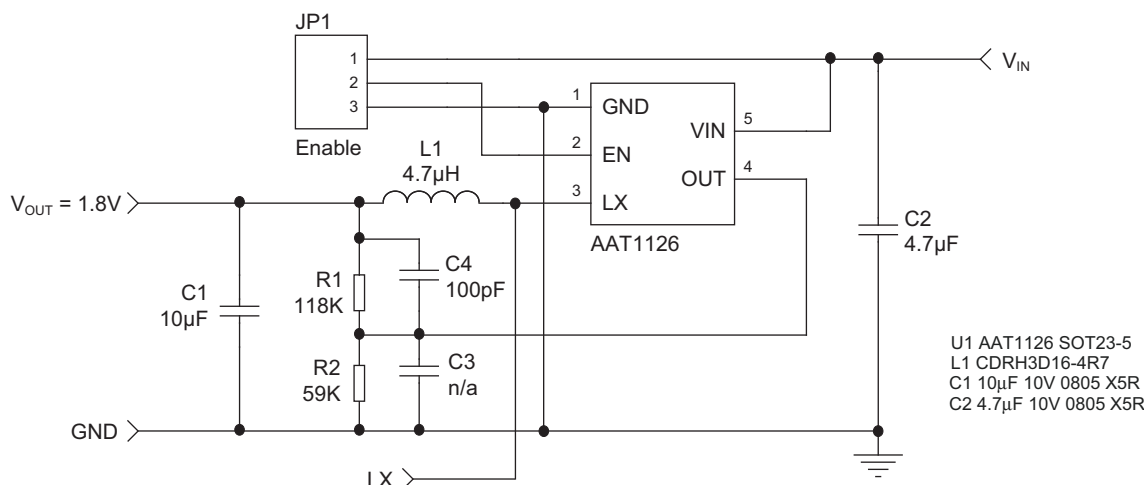 JP1
1
2
3
Enable
V_IN
1
GND
VIN
5
2
EN
OUT
4
3
LX
AAT1126
L1
4.7µH
V_OUT = 1.8V
C2
4.7µF
C4
100pF
R1
118K
C1
10µF
R2
59K
C3
n/a
GND
LX
U1 AAT1126 SOT23-5
L1 CDRH3D16-4R7
C1 10µF 10V 0805 X5R
C2 4.7µF 10V 0805 X5R